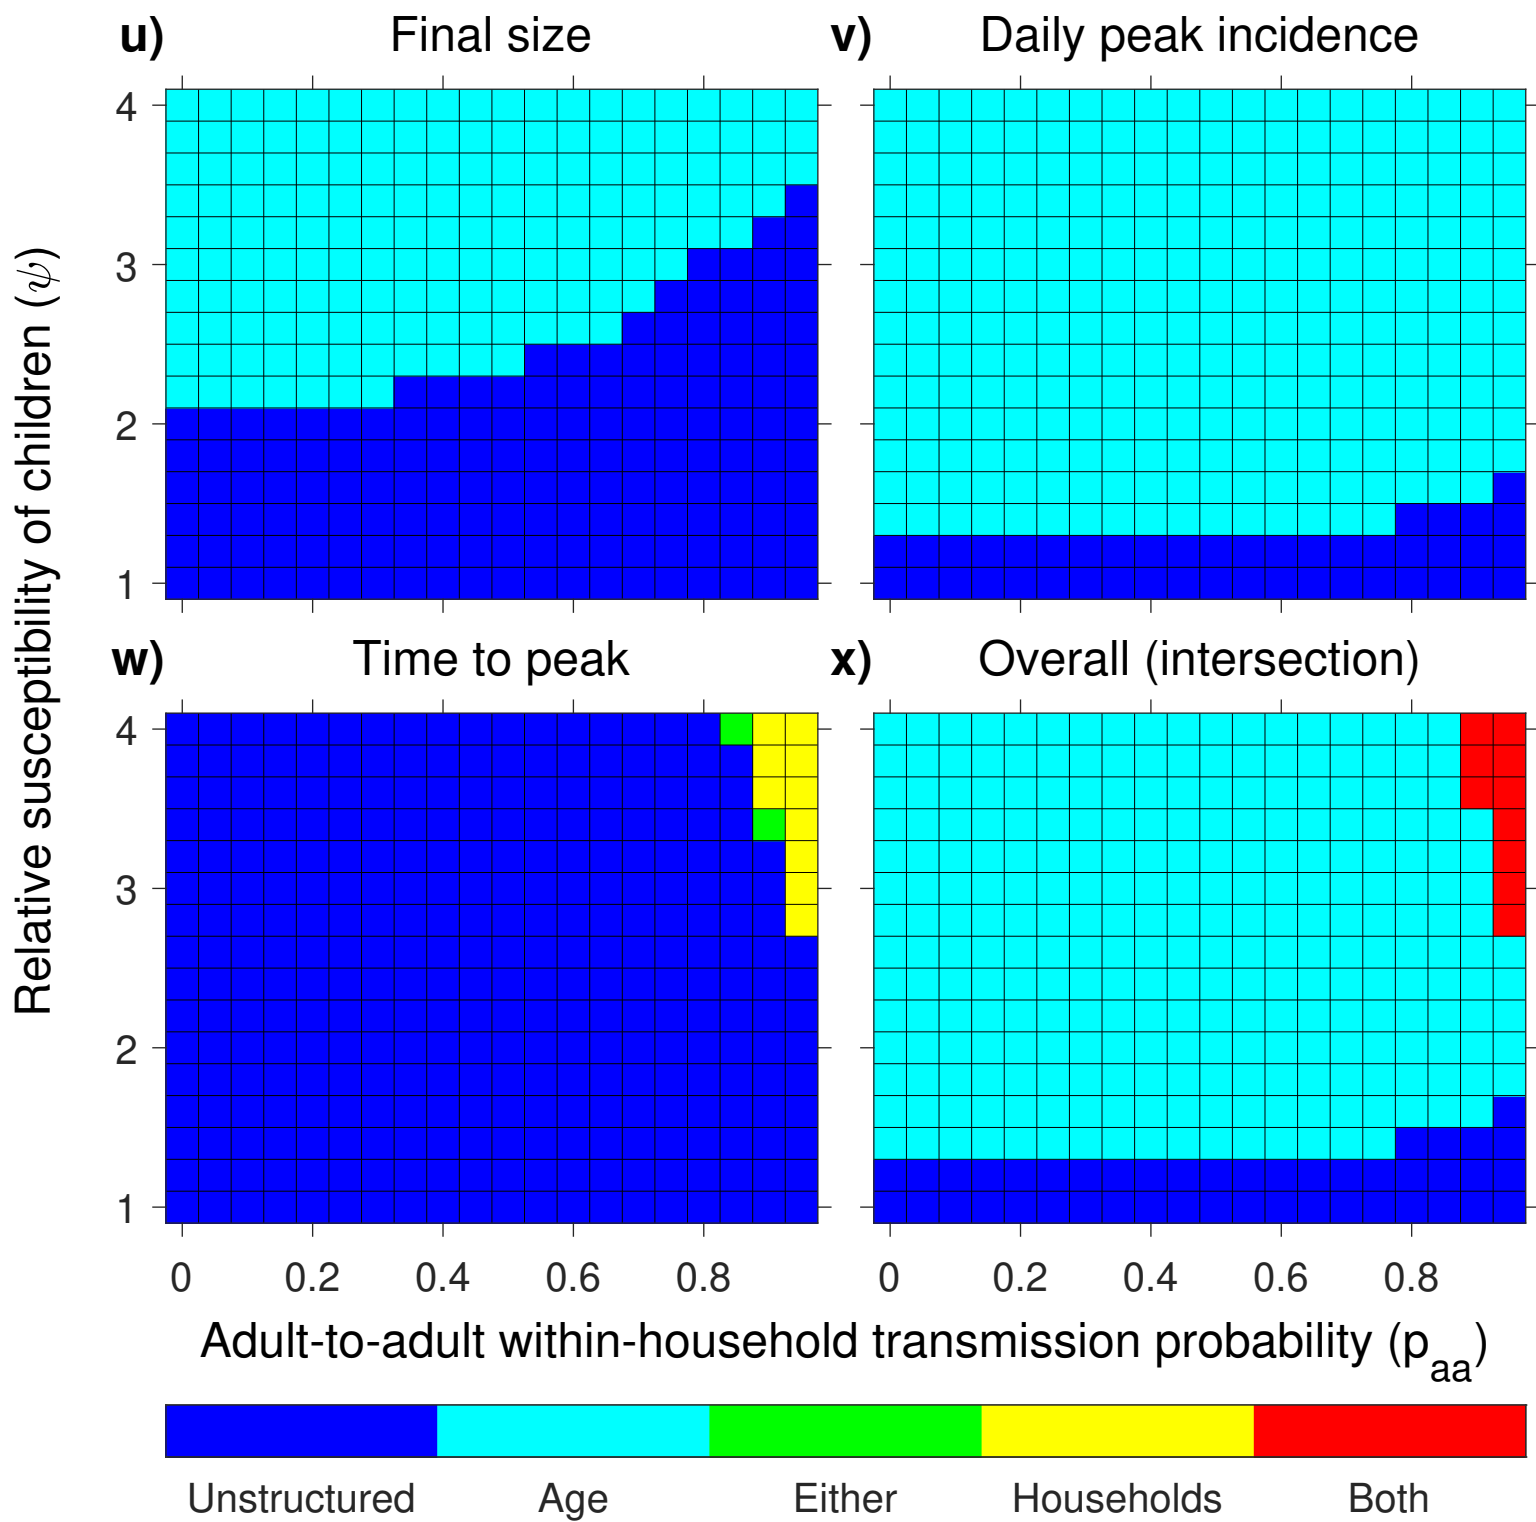 u) Final size
v) Daily peak incidence
4
3
2
1
Relative susceptibility of children (ψ)
w) Time to peak
x) Overall (intersection)
4
3
2
1
0 0.2 0.4 0.6 0.8
0 0.2 0.4 0.6 0.8
Adult-to-adult within-household transmission probability (p_aa)
Unstructured Age Either Households Both